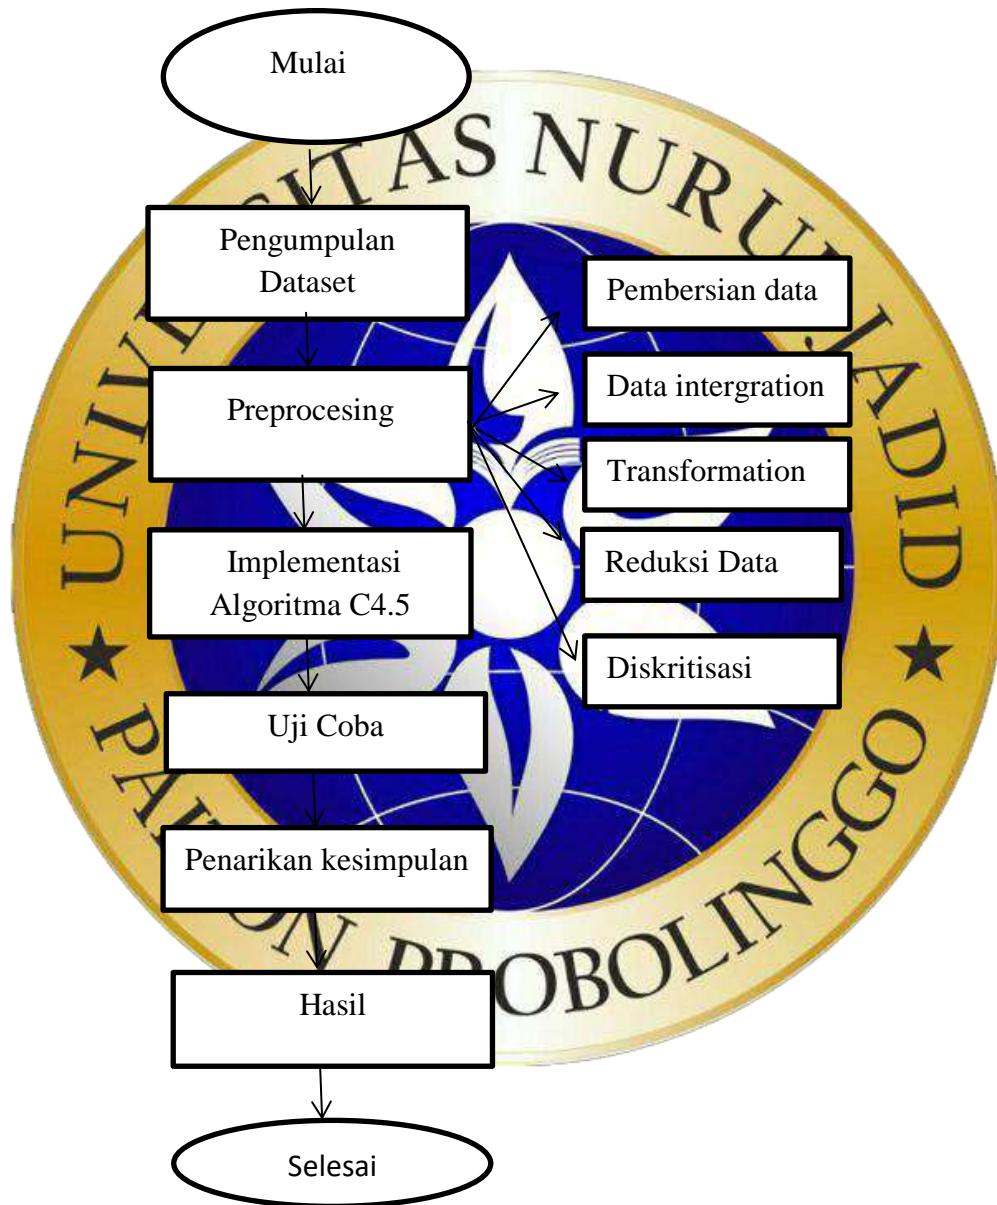 Mulai
Pengumpulan
Dataset
Preprocesing
Implementasi
Algoritma C4.5
Uji Coba
Penarikan kesimpulan
Hasil
Selesai
Pembersian data
Data intergration
Transformation
Reduksi Data
Diskritisasi
UNIVERSITAS NURUL JADID
PAITON PROBOLINGGO